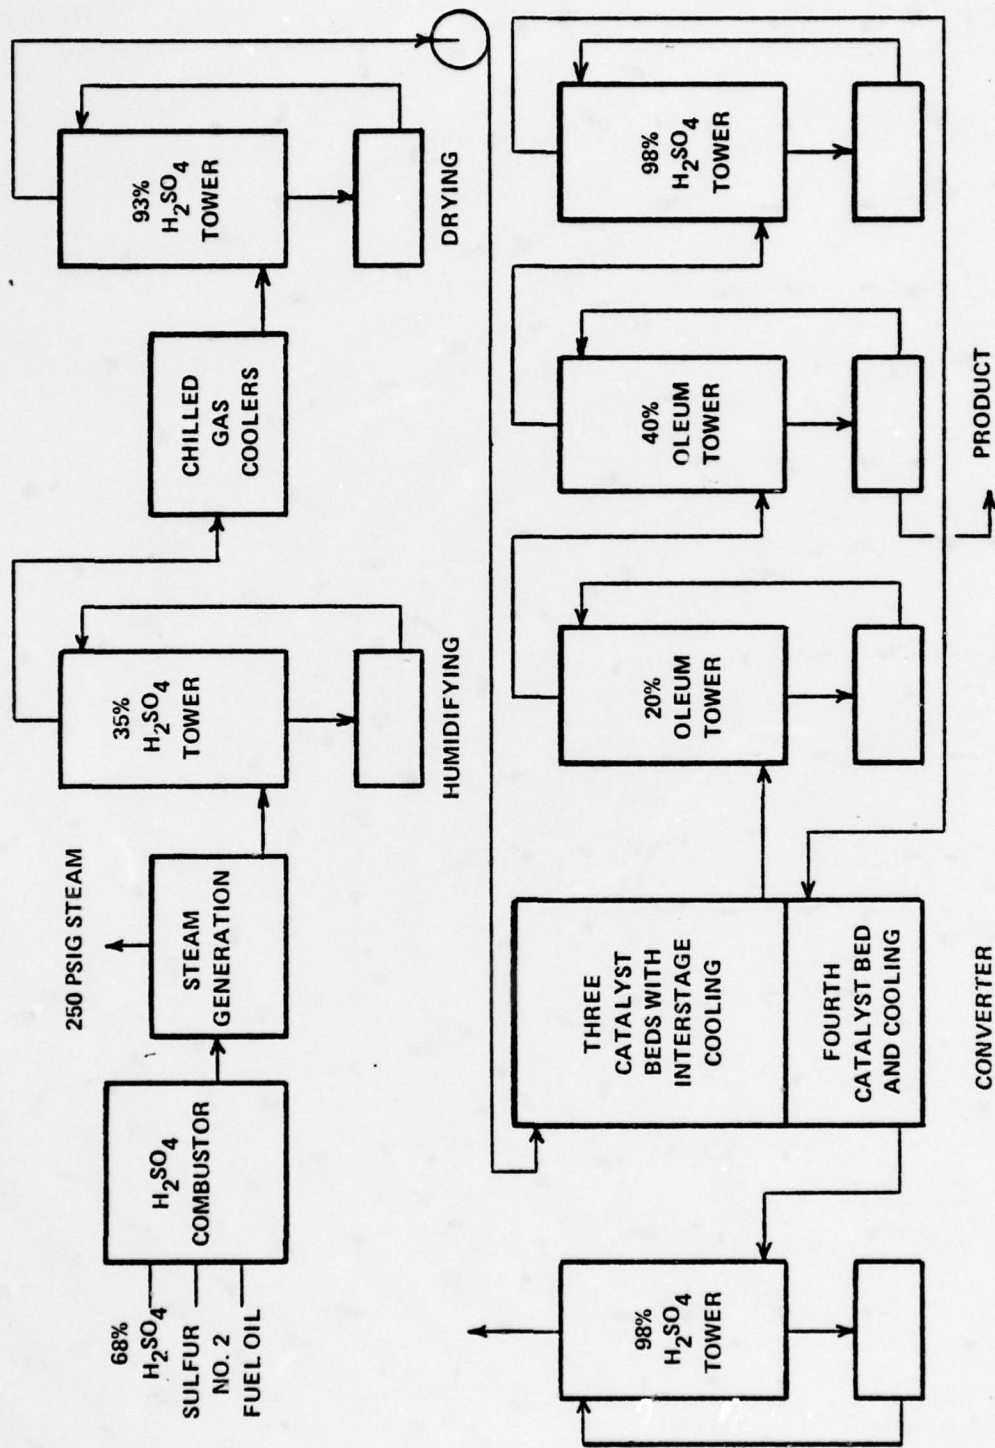 68%
H2SO4
SULFUR
NO. 2
FUEL OIL
H2SO4
COMBUSTOR
250 PSIG STEAM
STEAM
GENERATION
35%
H2SO4
TOWER
HUMIDIFYING
CHILLED
GAS
COOLERS
93%
H2SO4
TOWER
DRYING
98%
H2SO4
TOWER
THREE
CATALYST
BEDS WITH
INTERSTAGE
COOLING
FOURTH
CATALYST BED
AND COOLING
CONVERTER
20%
OLEUM
TOWER
40%
OLEUM
TOWER
PRODUCT
98%
H2SO4
TOWER